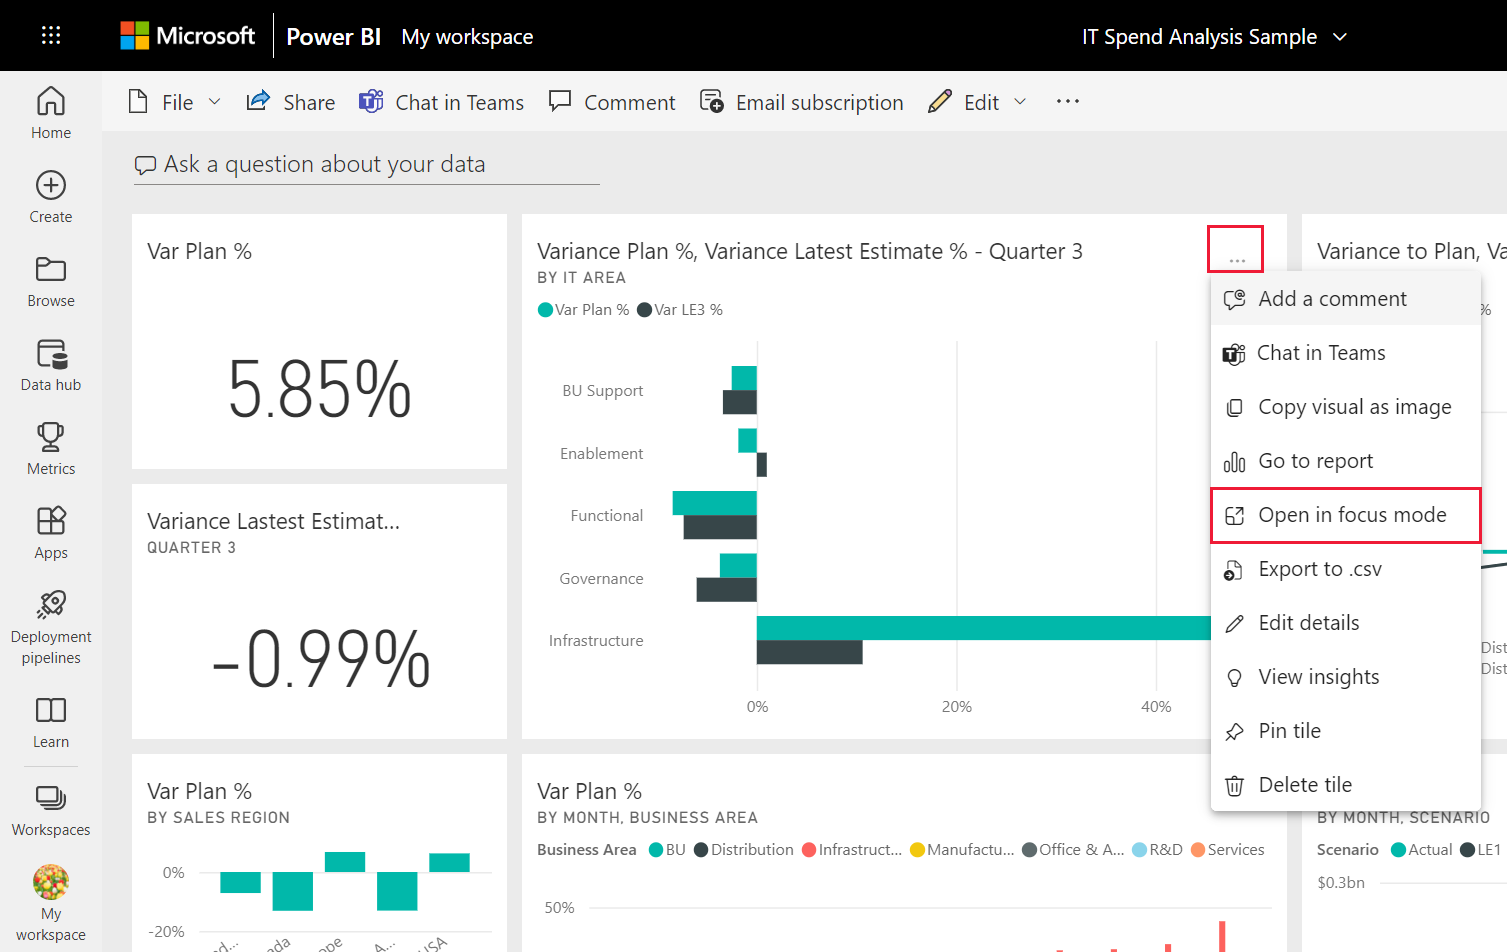 Microsoft Power BI My workspace IT Spend Analysis Sample
File Share Chat in Teams Comment Email subscription Edit ...
Home
Create
Browse
Data hub
Metrics
Apps
Deployment
pipelines
Learn
Workspaces
My
workspace
Ask a question about your data
Var Plan %
5.85%
Variance Lastest Estimat...
QUARTER 3
-0.99%
Variance Plan %, Variance Latest Estimate % - Quarter 3
BY IT AREA
Var Plan % Var LE3 %
BU Support
Enablement
Functional
Governance
Infrastructure
0% 20% 40%
...
Add a comment
Chat in Teams
Copy visual as image
Go to report
Open in focus mode
Export to .csv
Edit details
View insights
Pin tile
Delete tile
Variance to Plan, Va
%
Dist
Dist
Var Plan %
BY SALES REGION
0%
-20%
d... ada ope A... USA
Var Plan %
BY MONTH, BUSINESS AREA
Business Area BU Distribution Infrastruct... Manufactu... Office & A... R&D Services
50%
BY MONTH, SCENARIO
Scenario Actual LE1
$0.3bn